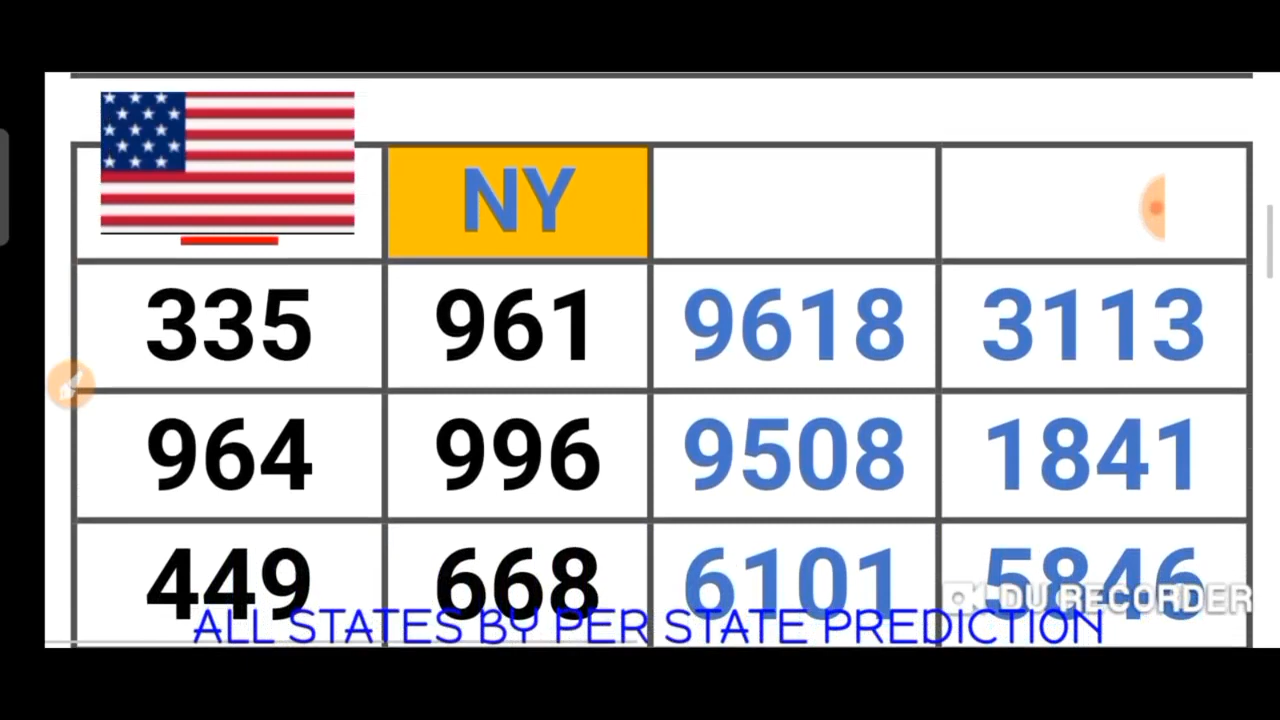 NY
335 961 9618 3113
964 996 9508 1841
449 668 6101 5846
DU RECORDER
ALL STATES BY PER STATE PREDICTION